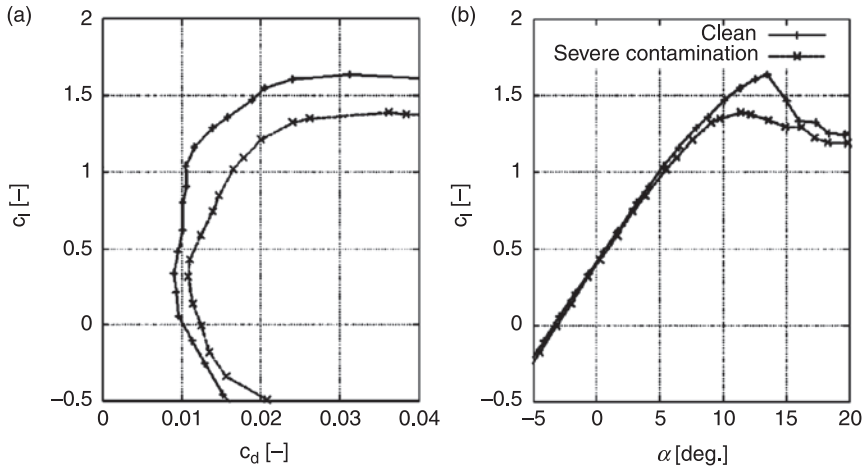 (a)
2
1.5
1
0.5
0
–0.5
c_l [–]
0
0.01
0.02
0.03
0.04
c_d [–]
(b)
Clean
Severe contamination
2
1.5
1
0.5
0
–0.5
c_l [–]
–5
0
5
10
15
20
α [deg.]